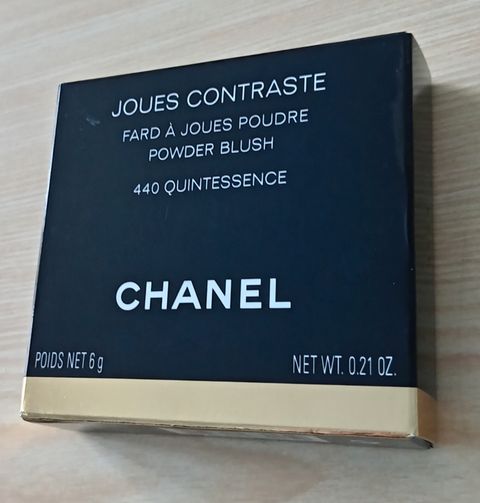 JOUES CONTRASTE
FARD À JOUES POUDRE
POWDER BLUSH
440 QUINTESSENCE
CHANEL
POIDS NET 6 g
NET WT. 0.21 OZ.